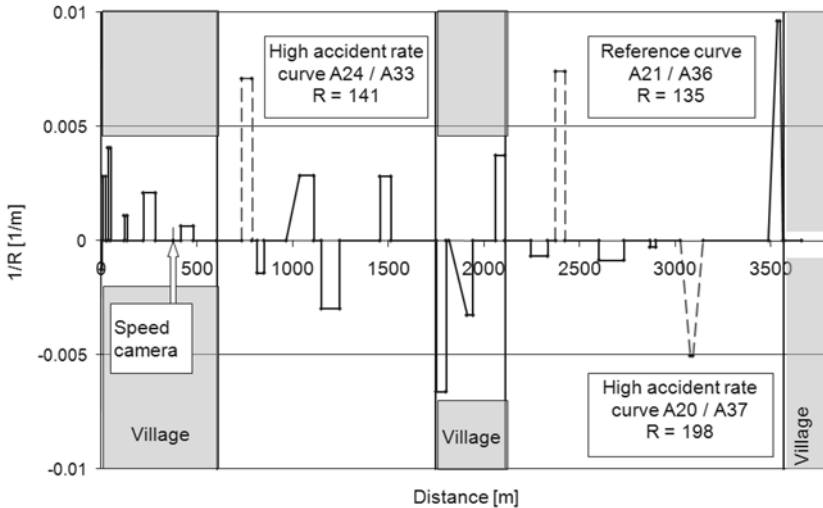 0.01
0.005
0
-0.005
-0.01
1/R [1/m]
High accident rate
curve A24 / A33
R = 141
Reference curve
A21 / A36
R = 135
0
500
1000
1500
2000
2500
3000
3500
Speed
camera
Village
Village
High accident rate
curve A20 / A37
R = 198
Village
Distance [m]